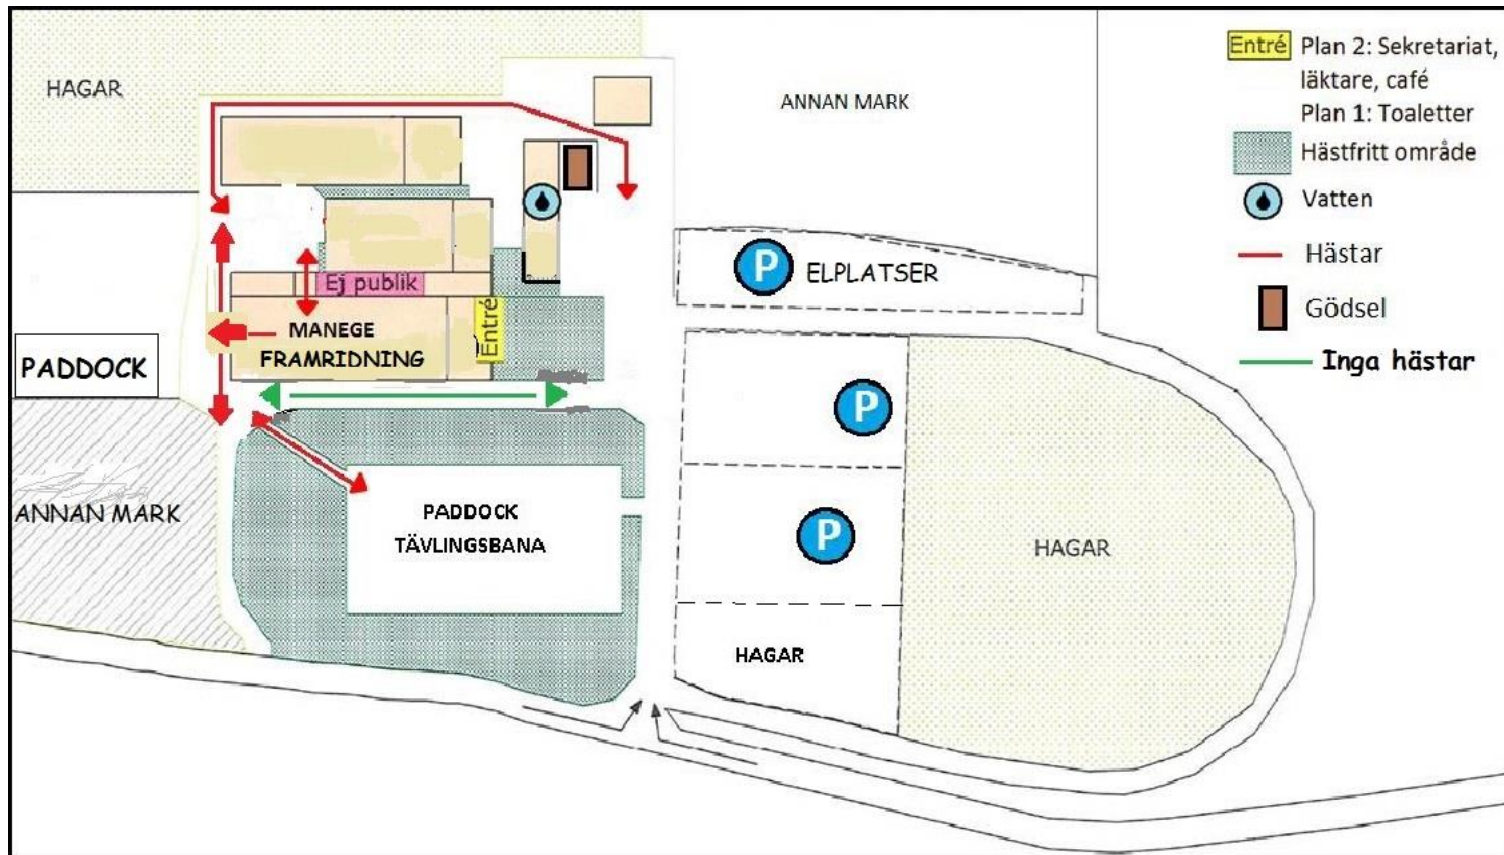 HAGAR
ANNAN MARK
Entré
Plan 2: Sekretariat,
läktare, café
Plan 1: Toaletter
Hästfritt område
Vatten
Hästar
Gödsel
Inga hästar
P
ELPLATSER
Ej publik
Entré
MANEGE
FRAMRIDNING
PADDOCK
P
ANNAN MARK
PADDOCK
TÄVLINGSBANA
P
HAGAR
HAGAR